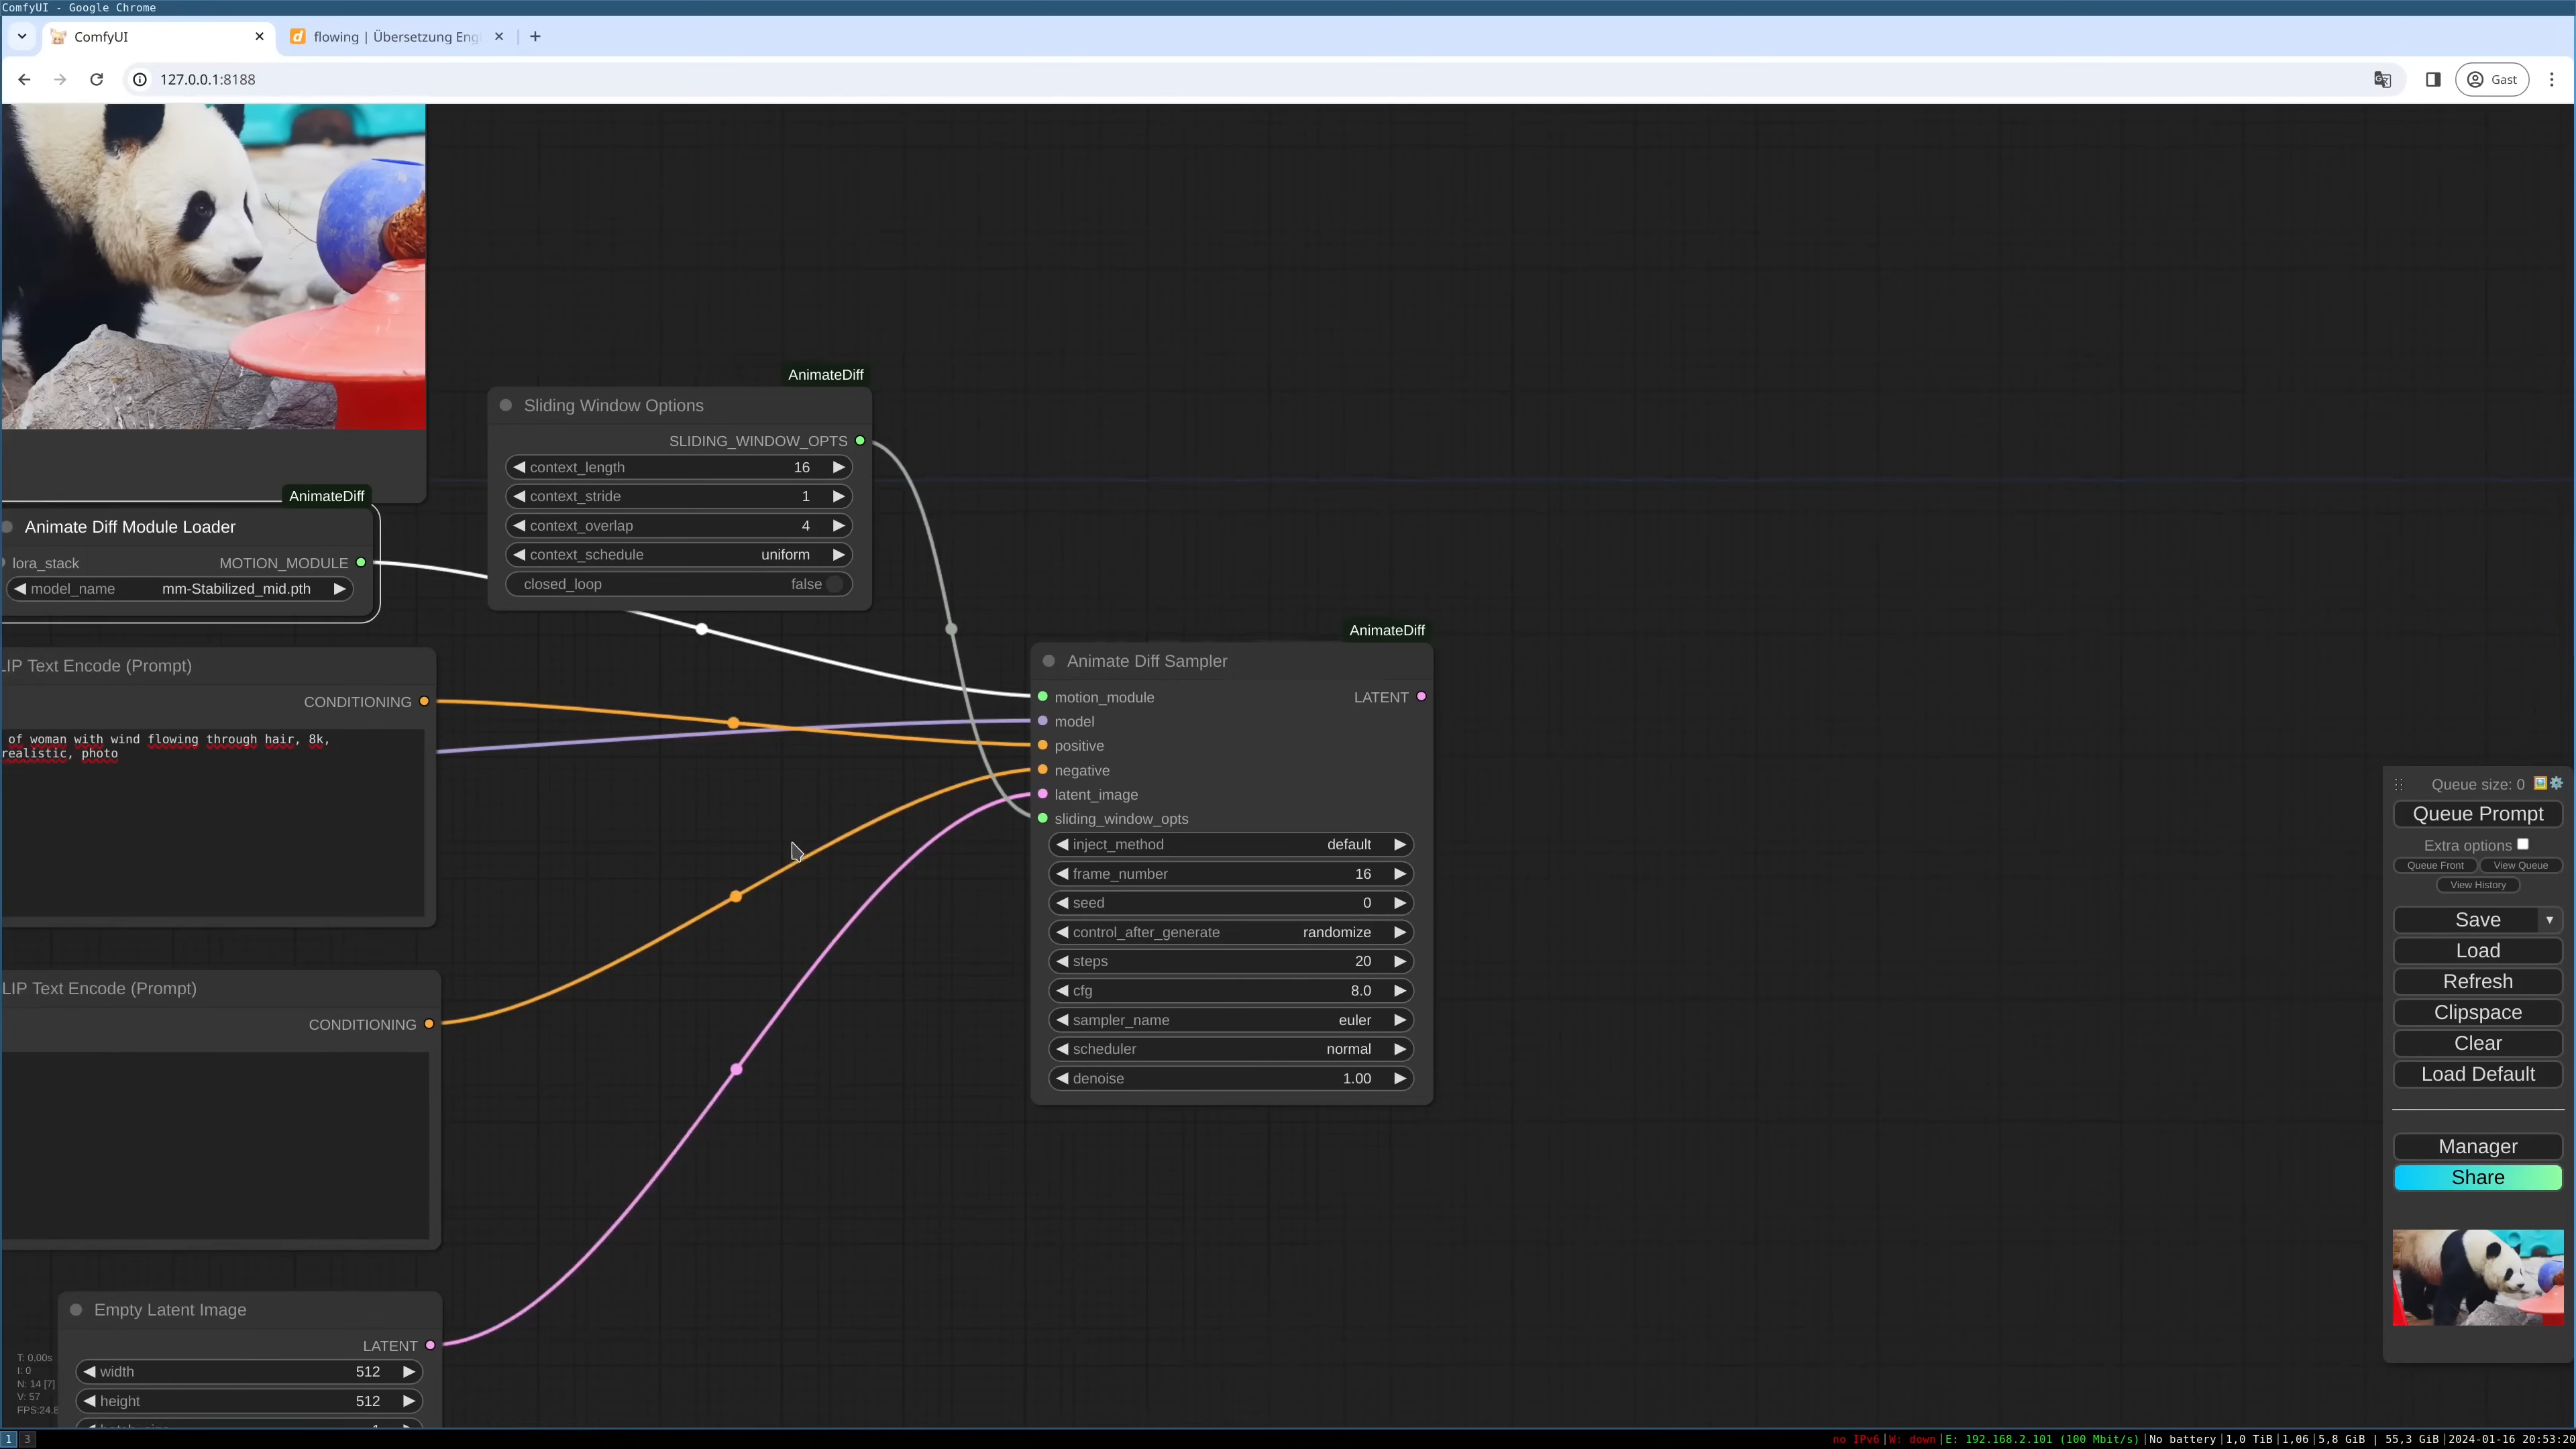 ComfyUI - Google Chrome
ComfyUI
flowing | Übersetzung Eng
127.0.0.1:8188
Gast
AnimateDiff
Sliding Window Options
SLIDING_WINDOW_OPTS
context_length 16
context_stride 1
context_overlap 4
context_schedule uniform
closed_loop false
AnimateDiff
Animate Diff Module Loader
lora_stack MOTION_MODULE
model_name mm-Stabilized_mid.pth
LIP Text Encode (Prompt)
CONDITIONING
of woman with wind flowing through hair, 8k,
realistic, photo
LIP Text Encode (Prompt)
CONDITIONING
Empty Latent Image
LATENT
width 512
height 512
T: 0.00s
I: 0
N: 14 [7]
V: 57
FPS:24.8
AnimateDiff
Animate Diff Sampler
motion_module LATENT
model
positive
negative
latent_image
sliding_window_opts
inject_method default
frame_number 16
seed 0
control_after_generate randomize
steps 20
cfg 8.0
sampler_name euler
scheduler normal
denoise 1.00
Queue size: 0
Queue Prompt
Extra options
Queue Front View Queue
View History
Save
Load
Refresh
Clipspace
Clear
Load Default
Manager
Share
1 3
no IPv6|W: down|E: 192.168.2.101 (100 Mbit/s)|No battery|1,0 TiB|1,06|5,8 GiB | 55,3 GiB|2024-01-16 20:53:20